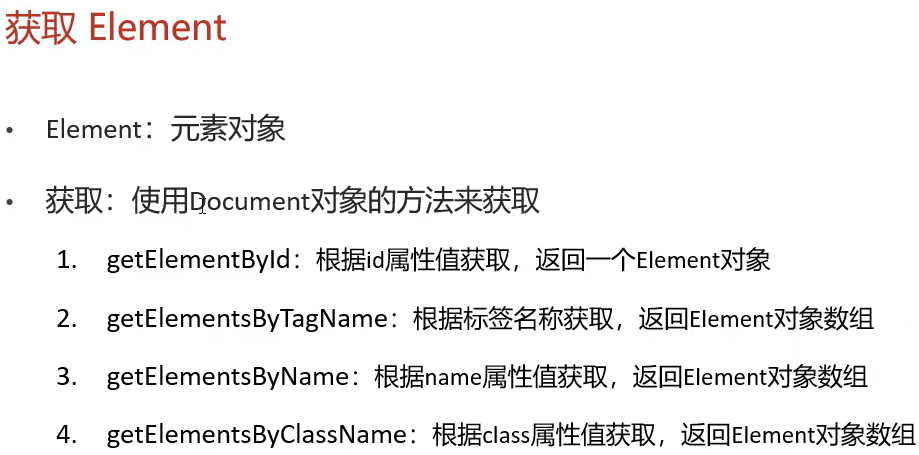 获取 Element
• Element：元素对象
• 获取：使用Document对象的方法来获取
1. getElementById：根据id属性值获取，返回一个Element对象
2. getElementsByTagName：根据标签名称获取，返回Element对象数组
3. getElementsByName：根据name属性值获取，返回Element对象数组
4. getElementsByClassName：根据class属性值获取，返回Element对象数组